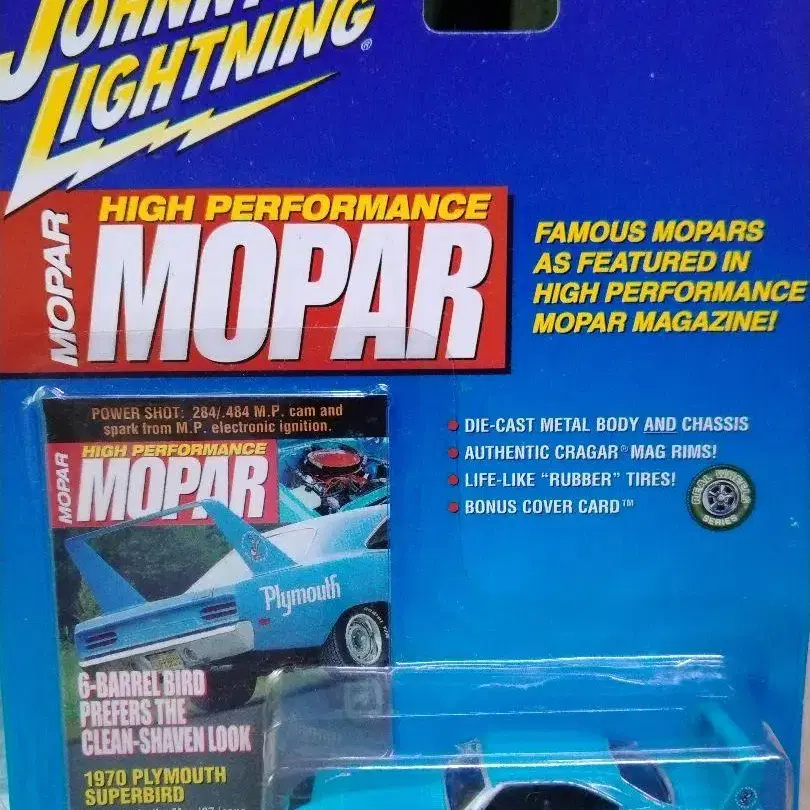 JOHNNY
LIGHTNING®
MOPAR
HIGH PERFORMANCE
MOPAR
FAMOUS MOPARS
AS FEATURED IN
HIGH PERFORMANCE
MOPAR MAGAZINE!
• DIE-CAST METAL BODY AND CHASSIS
• AUTHENTIC CRAGAR® MAG RIMS!
• LIFE-LIKE "RUBBER" TIRES!
• BONUS COVER CARD™
REAL WHEELS
SERIES
POWER SHOT: 284/.484 M.P. cam and
spark from M.P. electronic ignition.
MOPAR
HIGH PERFORMANCE
MOPAR
Plymouth
6-BARREL BIRD
PREFERS THE
CLEAN-SHAVEN LOOK
1970 PLYMOUTH
SUPERBIRD